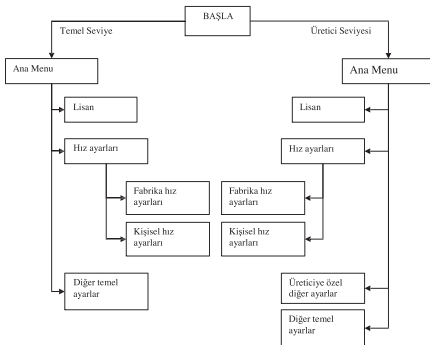 BAŞLA
Temel Seviye
Üretici Seviyesi
Ana Menu
Ana Menu
Lisan
Lisan
Hız ayarları
Hız ayarları
Fabrika hız
ayarları
Fabrika hız
ayarları
Kişisel hız
ayarları
Kişisel hız
ayarları
Diğer temel
ayarlar
Üreticiye özel
diğer ayarlar
Diğer temel
ayarlar